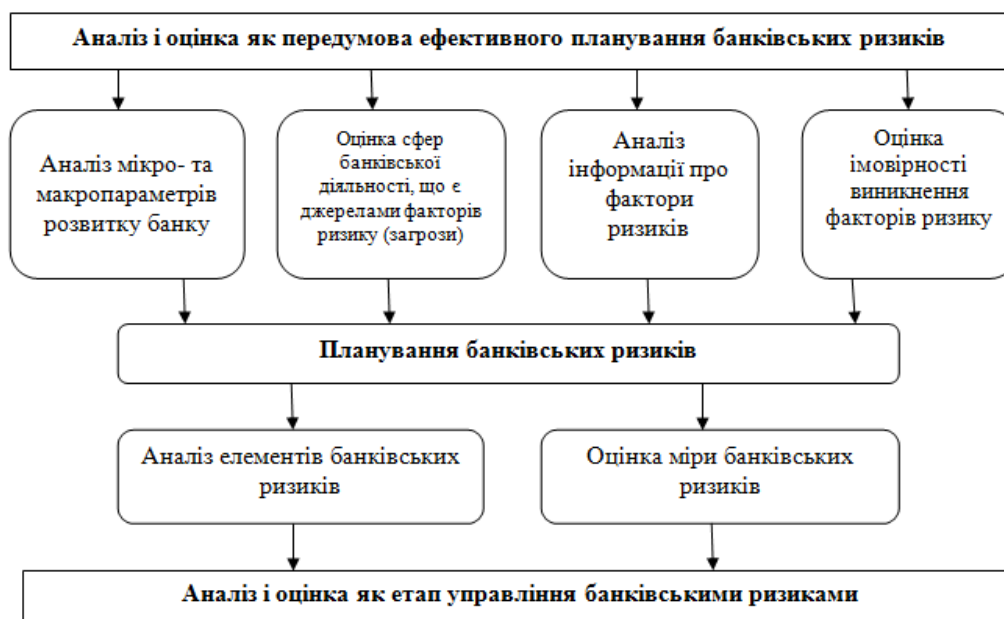 Аналіз і оцінка як передумова ефективного планування банківських ризиків
Аналіз мікро- та
макропараметрів
розвитку банку
Оцінка сфер
банківської
діяльності, що є
джерелами факторів
ризику (загрози)
Аналіз
інформації про
фактори
ризиків
Оцінка
імовірності
виникнення
факторів ризику
Планування банківських ризиків
Аналіз елементів банківських
ризиків
Оцінка міри банківських
ризиків
Аналіз і оцінка як етап управління банківськими ризиками